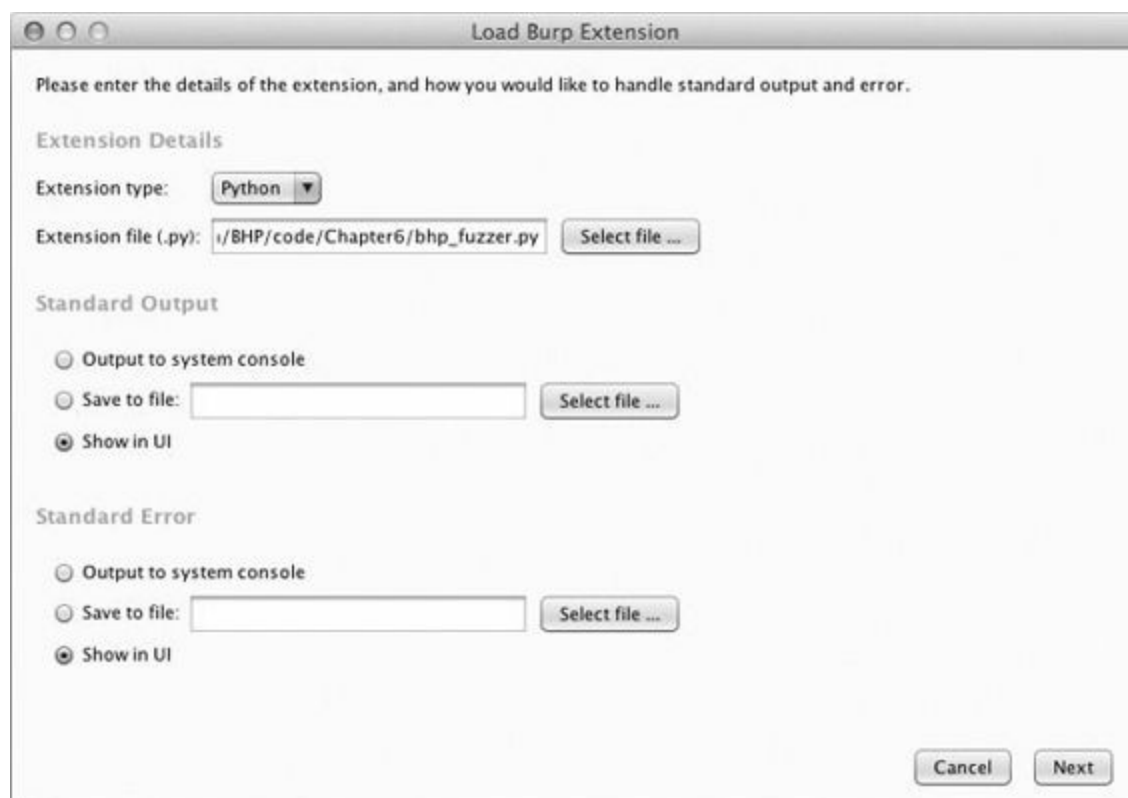 Load Burp Extension
Please enter the details of the extension, and how you would like to handle standard output and error.
Extension Details
Extension type: Python
Extension file (.py): /BHP/code/Chapter6/bhp_fuzzer.py Select file ...
Standard Output
Output to system console
Save to file: Select file ...
Show in UI
Standard Error
Output to system console
Save to file: Select file ...
Show in UI
Cancel Next